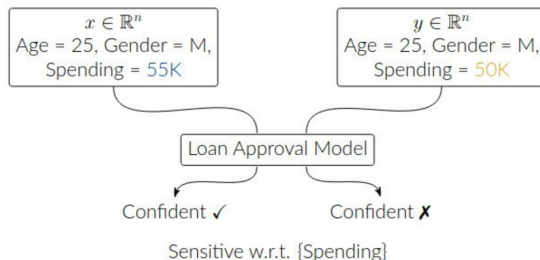 x ∈ ℝⁿ
Age = 25, Gender = M,
Spending = 55K
y ∈ ℝⁿ
Age = 25, Gender = M,
Spending = 50K
Loan Approval Model
Confident ✓
Confident ✗
Sensitive w.r.t. {Spending}